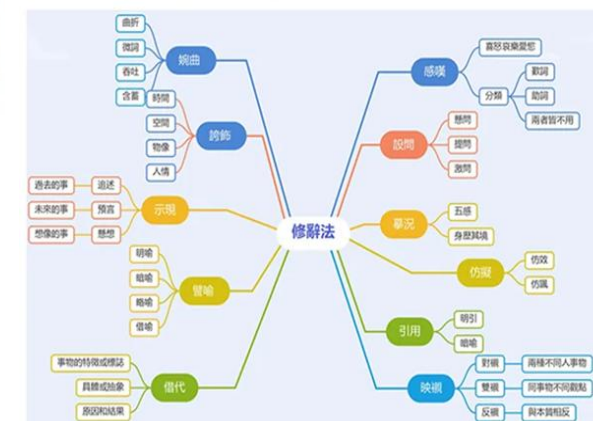 修辭法
婉曲
曲折
微詞
吞吐
含蓄
誇飾
時間
空間
物像
人情
示現
追述
過去的事
預言
未來的事
懸想
想像的事
譬喻
明喻
暗喻
略喻
借喻
借代
事物的特徵或標誌
具體或抽象
原因和結果
感嘆
喜怒哀樂愛慾
分類
歎詞
助詞
兩者皆不用
設問
懸問
提問
激問
摹況
五感
身歷其境
仿擬
仿效
仿諷
引用
明引
暗喻
映襯
對襯
兩種不同人事物
雙襯
同事物不同觀點
反襯
與本質相反